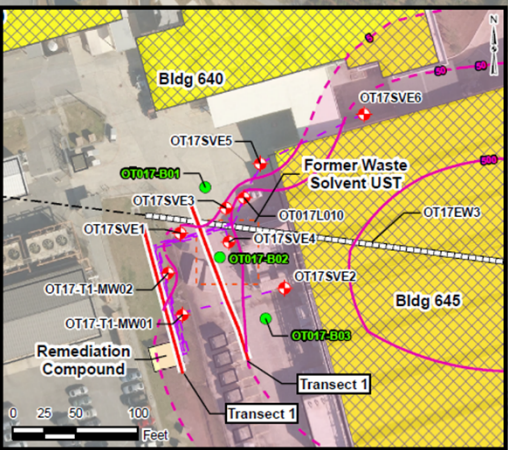 N
5
50
50
Bldg 640
OT17SVE6
OT17SVE5
Former Waste
Solvent UST
OT017-B01
500
OT17SVE3
OT017L010
OT17EW3
OT17SVE1
OT17SVE4
OT017-B02
OT17-T1-MW02
OT17SVE2
Bldg 645
OT17-T1-MW01
OT017-B03
Remediation
Compound
Transect 1
Transect 1
0 25 50 100
Feet